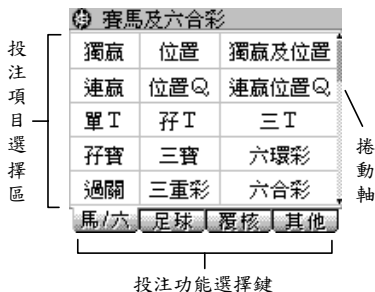 賽馬及六合彩
獨贏 位置 獨贏及位置
連贏 位置Q 連贏位置Q
單T 孖T 三T
孖寶 三寶 六環彩
過關 三重彩 六合彩
馬/六 足球 覆核 其他
投注項目選擇區
捲動軸
投注功能選擇鍵